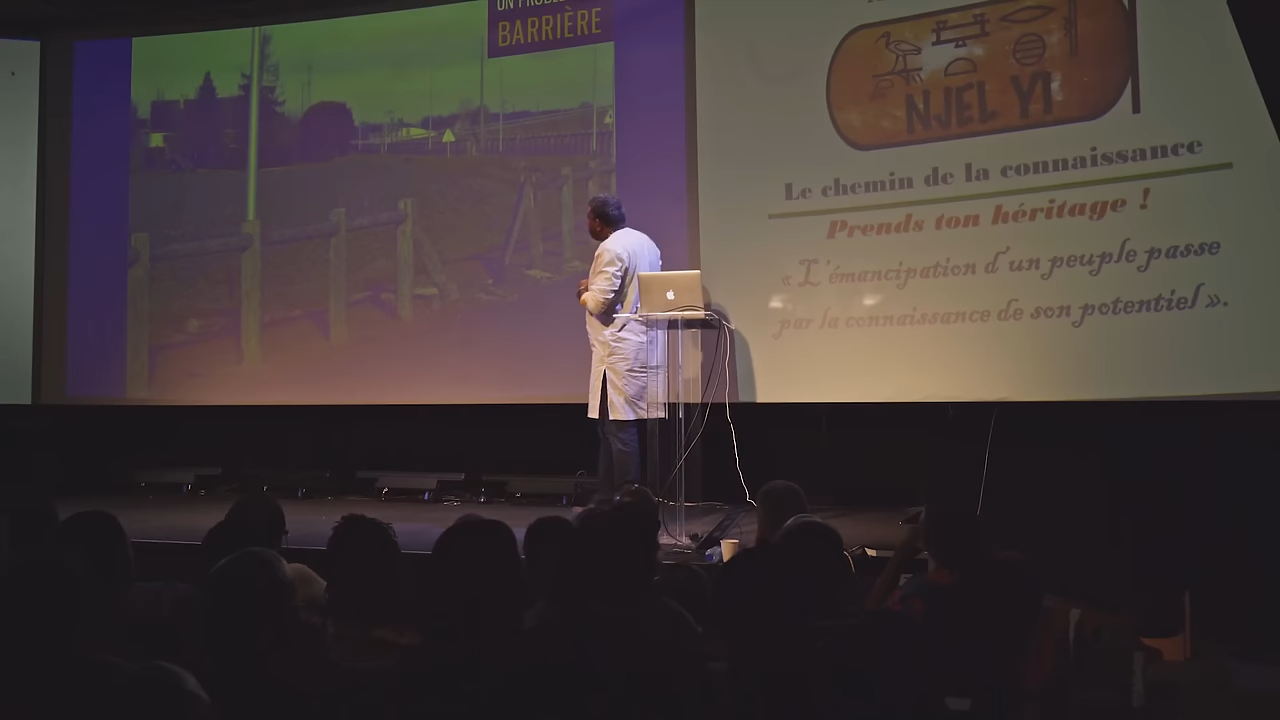 BARRIÈRE
NJEL YI
Le chemin de la connaissance
Prends ton héritage !
« L'émancipation d'un peuple passe
par la connaissance de son potentiel ».